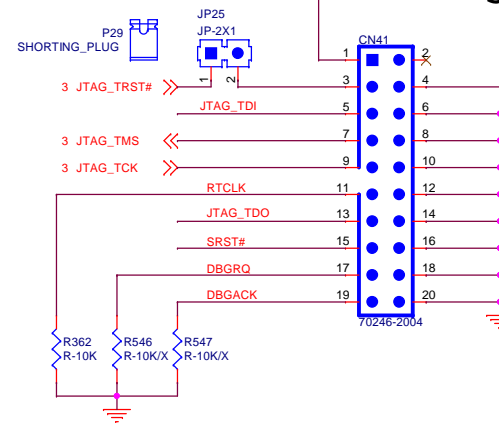 JP25
P29
JP-2X1
SHORTING_PLUG
CN41
1
2
1
2
3 JTAG_TRST#
3
4
JTAG_TDI
5
6
3 JTAG_TMS
7
8
3 JTAG_TCK
9
10
RTCLK
11
12
JTAG_TDO
13
14
SRST#
15
16
DBGRQ
17
18
DBGACK
19
20
70246-2004
R362
R546
R547
R-10K
R-10K/X
R-10K/X